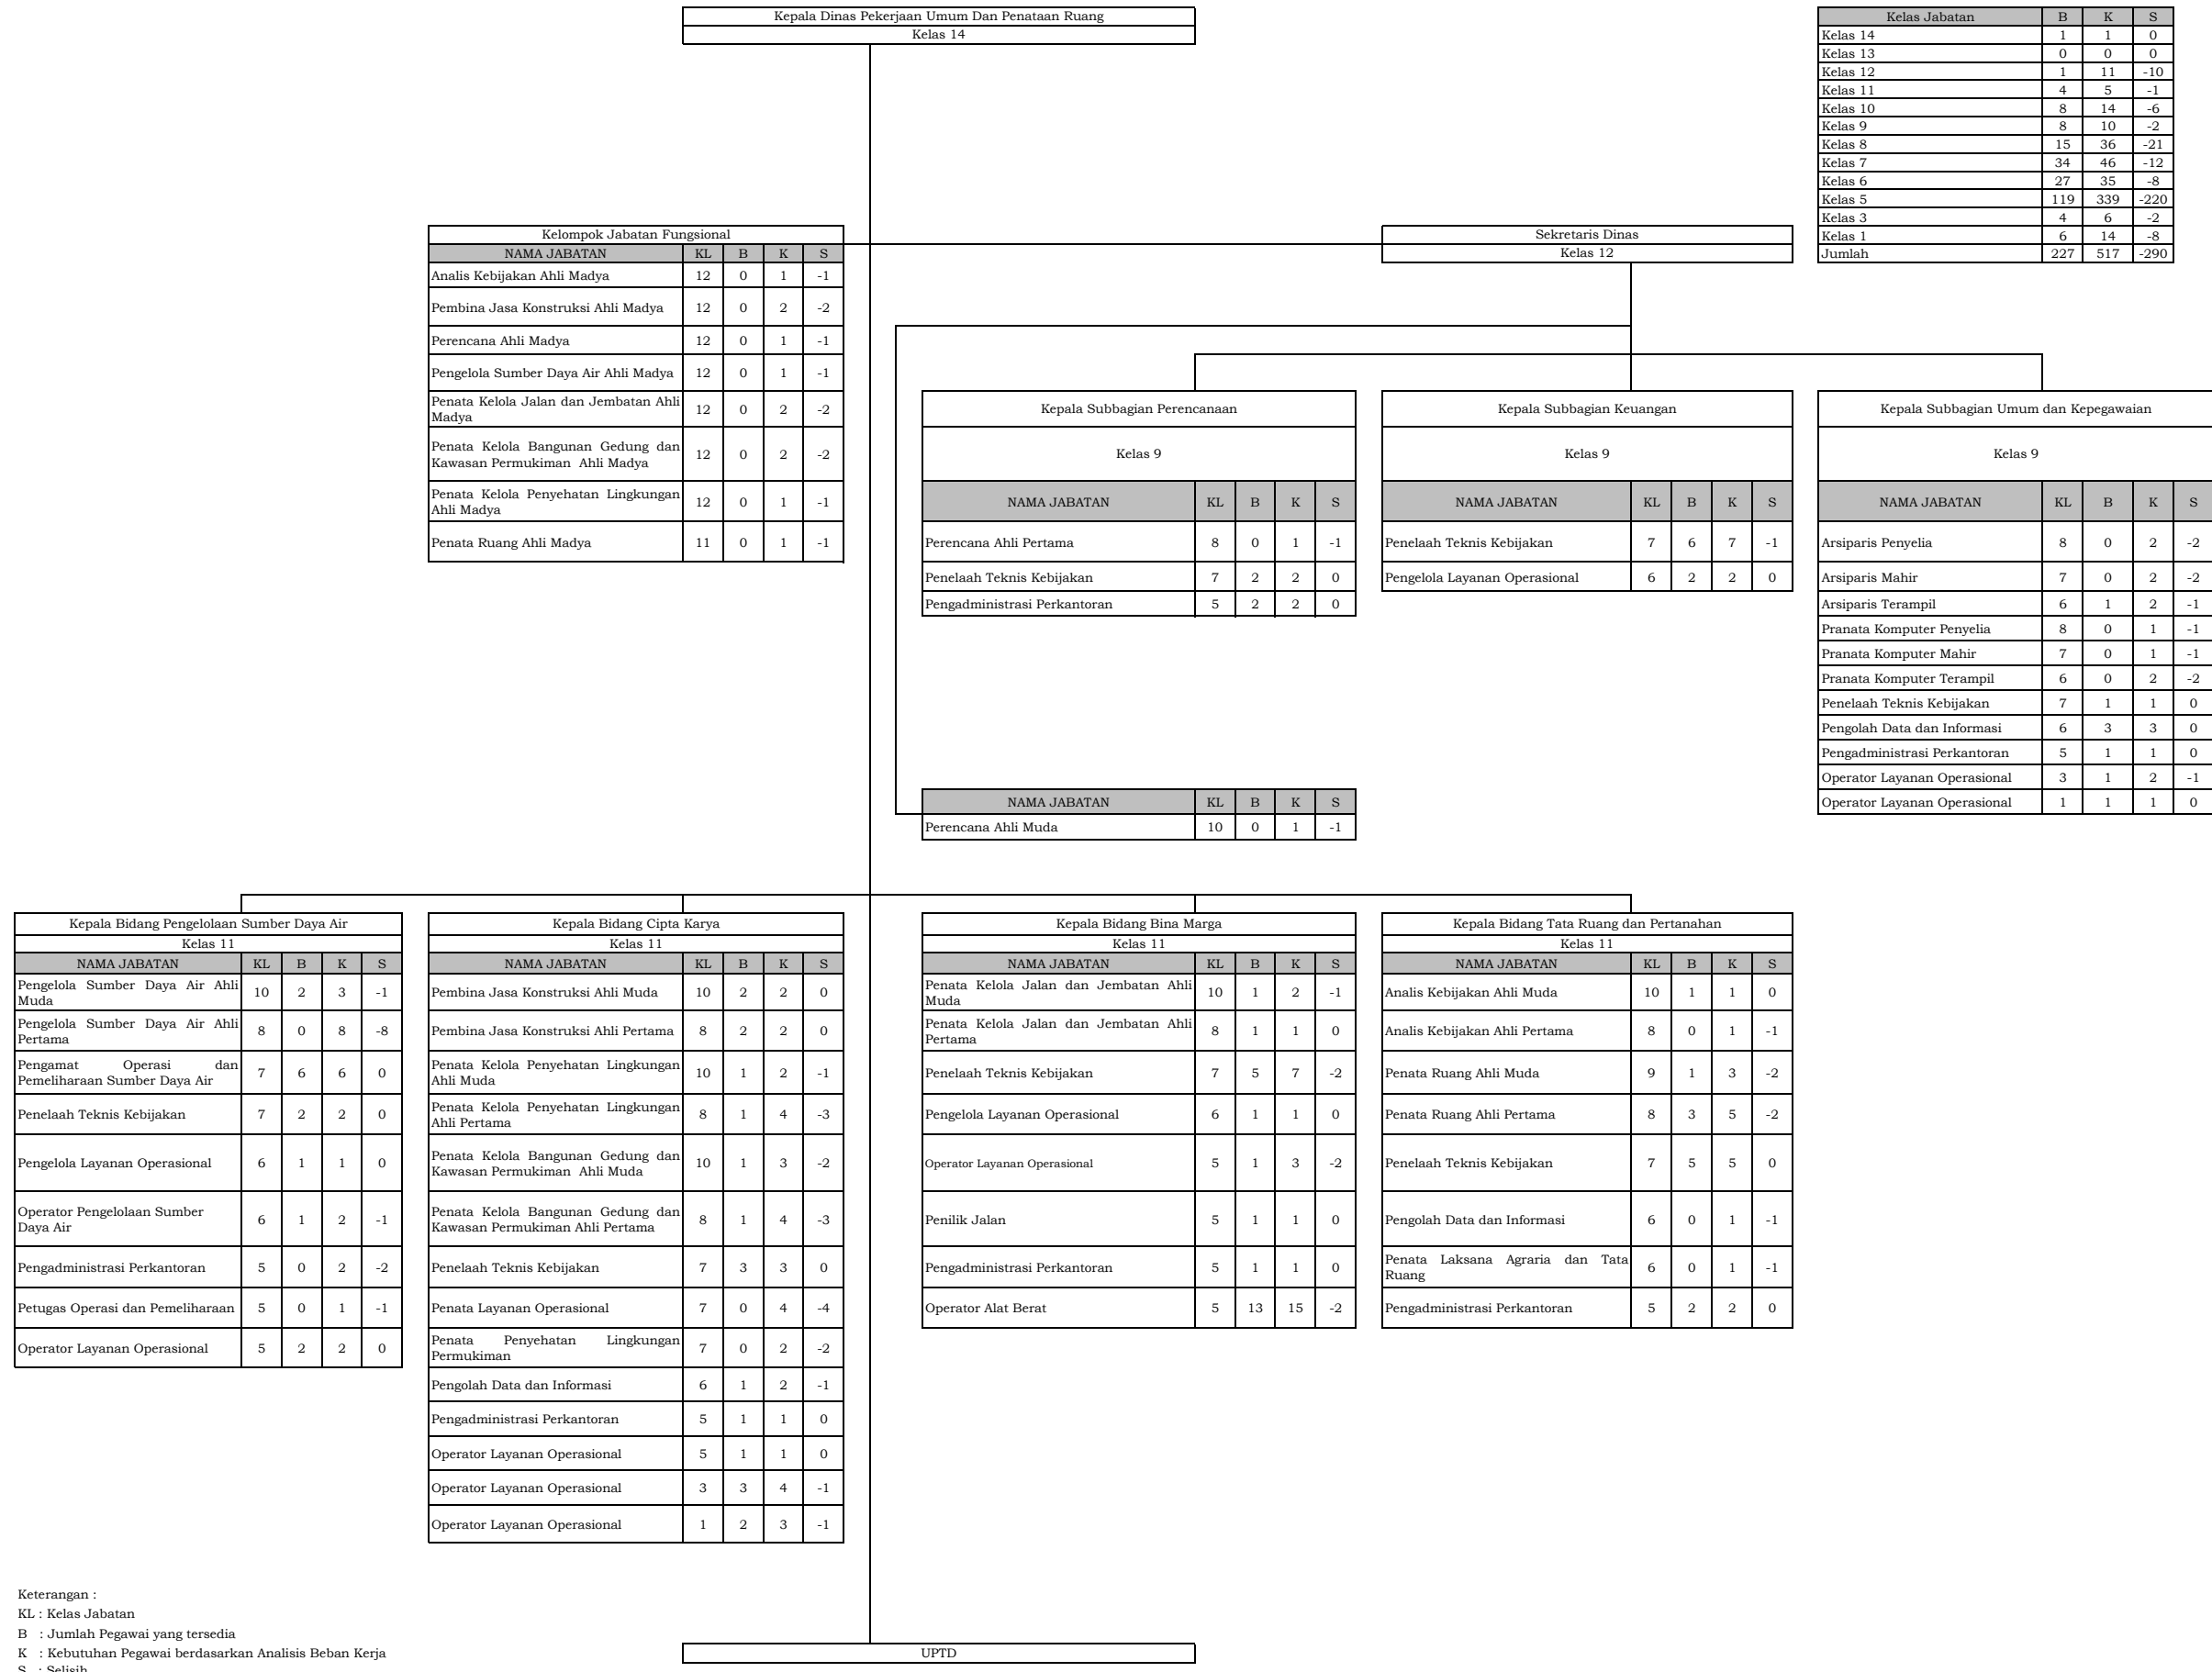 Kepala Dinas Pekerjaan Umum Dan Penataan Ruang
Kelas 14
Kelas Jabatan B K S
Kelas 14 1 1 0
Kelas 13 0 0 0
Kelas 12 1 11 -10
Kelas 11 4 5 -1
Kelas 10 8 14 -6
Kelas 9 8 10 -2
Kelas 8 15 36 -21
Kelas 7 34 46 -12
Kelas 6 27 35 -8
Kelas 5 119 339 -220
Kelas 3 4 6 -2
Kelas 1 6 14 -8
Jumlah 227 517 -290
Kelompok Jabatan Fungsional
NAMA JABATAN KL B K S
Analis Kebijakan Ahli Madya 12 0 1 -1
Pembina Jasa Konstruksi Ahli Madya 12 0 2 -2
Perencana Ahli Madya 12 0 1 -1
Pengelola Sumber Daya Air Ahli Madya 12 0 1 -1
Penata Kelola Jalan dan Jembatan Ahli
Madya 12 0 2 -2
Penata Kelola Bangunan Gedung dan
Kawasan Permukiman Ahli Madya 12 0 2 -2
Penata Kelola Penyehatan Lingkungan
Ahli Madya 12 0 1 -1
Penata Ruang Ahli Madya 11 0 1 -1
Sekretaris Dinas
Kelas 12
Kepala Subbagian Perencanaan
Kelas 9
NAMA JABATAN KL B K S
Perencana Ahli Pertama 8 0 1 -1
Penelaah Teknis Kebijakan 7 2 2 0
Pengadministrasi Perkantoran 5 2 2 0
Kepala Subbagian Keuangan
Kelas 9
NAMA JABATAN KL B K S
Penelaah Teknis Kebijakan 7 6 7 -1
Pengelola Layanan Operasional 6 2 2 0
Kepala Subbagian Umum dan Kepegawaian
Kelas 9
NAMA JABATAN KL B K S
Arsiparis Penyelia 8 0 2 -2
Arsiparis Mahir 7 0 2 -2
Arsiparis Terampil 6 1 2 -1
Pranata Komputer Penyelia 8 0 1 -1
Pranata Komputer Mahir 7 0 1 -1
Pranata Komputer Terampil 6 0 2 -2
Penelaah Teknis Kebijakan 7 1 1 0
Pengolah Data dan Informasi 6 3 3 0
Pengadministrasi Perkantoran 5 1 1 0
Operator Layanan Operasional 3 1 2 -1
Operator Layanan Operasional 1 1 1 0
NAMA JABATAN KL B K S
Perencana Ahli Muda 10 0 1 -1
Kepala Bidang Pengelolaan Sumber Daya Air
Kelas 11
NAMA JABATAN KL B K S
Pengelola Sumber Daya Air Ahli
Muda 10 2 3 -1
Pengelola Sumber Daya Air Ahli
Pertama 8 0 8 -8
Pengamat Operasi dan
Pemeliharaan Sumber Daya Air 7 6 6 0
Penelaah Teknis Kebijakan 7 2 2 0
Pengelola Layanan Operasional 6 1 1 0
Operator Pengelolaan Sumber
Daya Air 6 1 2 -1
Pengadministrasi Perkantoran 5 0 2 -2
Petugas Operasi dan Pemeliharaan 5 0 1 -1
Operator Layanan Operasional 5 2 2 0
Kepala Bidang Cipta Karya
Kelas 11
NAMA JABATAN KL B K S
Pembina Jasa Konstruksi Ahli Muda 10 2 2 0
Pembina Jasa Konstruksi Ahli Pertama 8 2 2 0
Penata Kelola Penyehatan Lingkungan
Ahli Muda 10 1 2 -1
Penata Kelola Penyehatan Lingkungan
Ahli Pertama 8 1 4 -3
Penata Kelola Bangunan Gedung dan
Kawasan Permukiman Ahli Muda 10 1 3 -2
Penata Kelola Bangunan Gedung dan
Kawasan Permukiman Ahli Pertama 8 1 4 -3
Penelaah Teknis Kebijakan 7 3 3 0
Penata Layanan Operasional 7 0 4 -4
Penata Penyehatan Lingkungan
Permukiman 7 0 2 -2
Pengolah Data dan Informasi 6 1 2 -1
Pengadministrasi Perkantoran 5 1 1 0
Operator Layanan Operasional 5 1 1 0
Operator Layanan Operasional 3 3 4 -1
Operator Layanan Operasional 1 2 3 -1
Kepala Bidang Bina Marga
Kelas 11
NAMA JABATAN KL B K S
Penata Kelola Jalan dan Jembatan Ahli
Muda 10 1 2 -1
Penata Kelola Jalan dan Jembatan Ahli
Pertama 8 1 1 0
Penelaah Teknis Kebijakan 7 5 7 -2
Pengelola Layanan Operasional 6 1 1 0
Operator Layanan Operasional 5 1 3 -2
Penilik Jalan 5 1 1 0
Pengadministrasi Perkantoran 5 1 1 0
Operator Alat Berat 5 13 15 -2
Kepala Bidang Tata Ruang dan Pertanahan
Kelas 11
NAMA JABATAN KL B K S
Analis Kebijakan Ahli Muda 10 1 1 0
Analis Kebijakan Ahli Pertama 8 0 1 -1
Penata Ruang Ahli Muda 9 1 3 -2
Penata Ruang Ahli Pertama 8 3 5 -2
Penelaah Teknis Kebijakan 7 5 5 0
Pengolah Data dan Informasi 6 0 1 -1
Penata Laksana Agraria dan Tata
Ruang 6 0 1 -1
Pengadministrasi Perkantoran 5 2 2 0
Keterangan :
KL : Kelas Jabatan
B : Jumlah Pegawai yang tersedia
K : Kebutuhan Pegawai berdasarkan Analisis Beban Kerja
S : Selisih
UPTD